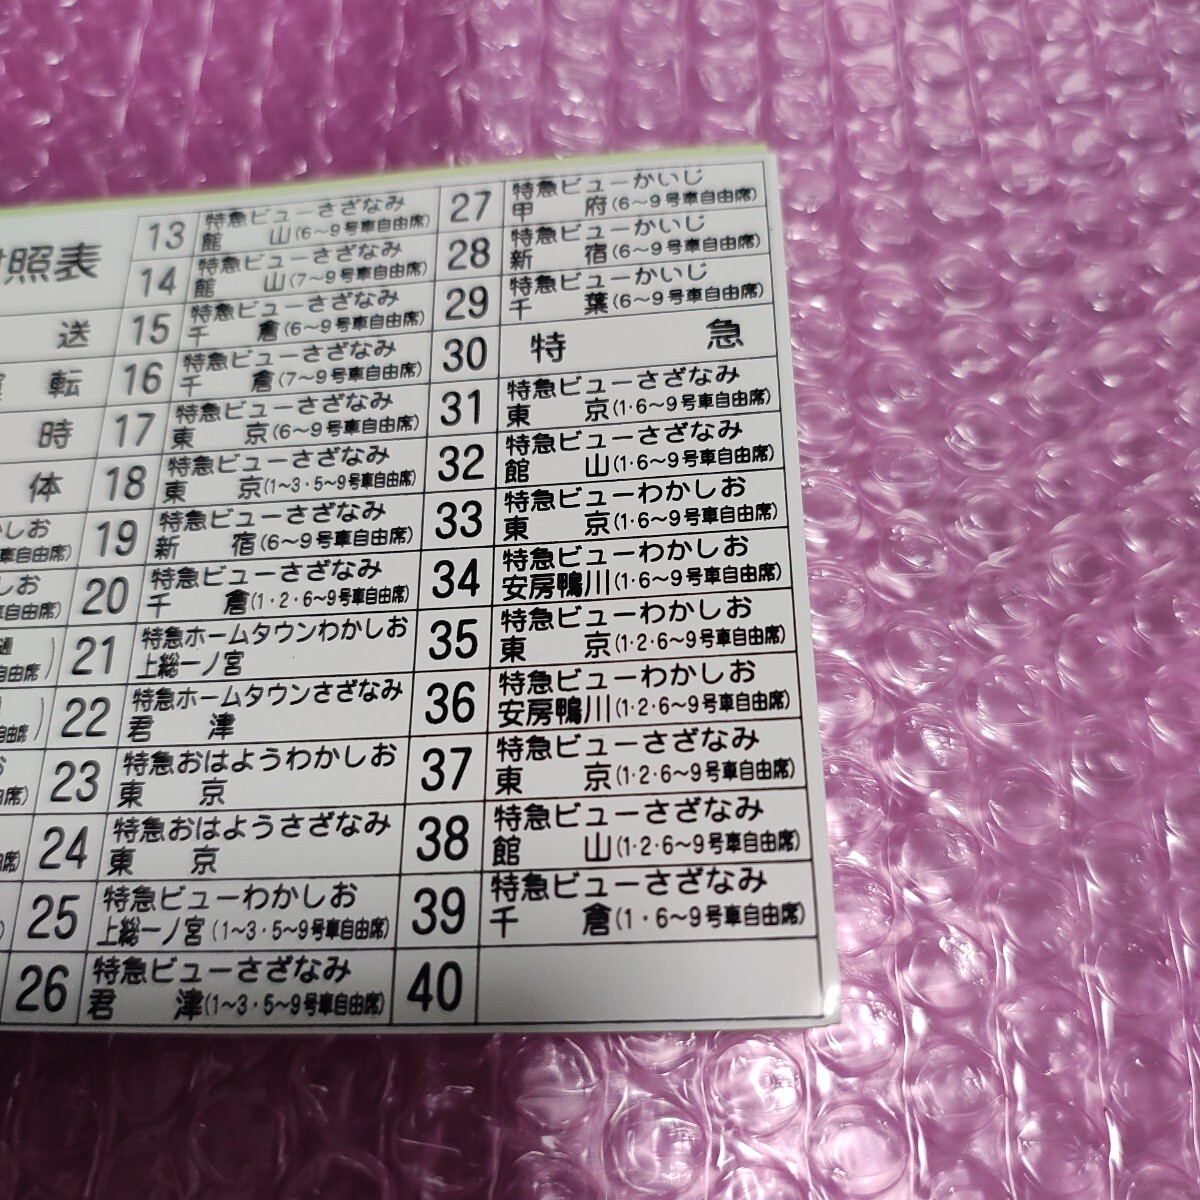 照表
送
転
時
体
かしお
車自由席)
しお
車自由席)
自由席)
自由席)
お
席)
席)
13 特急ビューさざなみ
館 山(6〜9号車自由席)
14 特急ビューさざなみ
館 山(7〜9号車自由席)
15 特急ビューさざなみ
千 倉(6〜9号車自由席)
16 特急ビューさざなみ
千 倉(7〜9号車自由席)
17 特急ビューさざなみ
東 京(6〜9号車自由席)
18 特急ビューさざなみ
東 京(1〜3・5〜9号車自由席)
19 特急ビューさざなみ
新 宿(6〜9号車自由席)
20 特急ビューさざなみ
千 倉(1・2・6〜9号車自由席)
21 特急ホームタウンわかしお
上総一ノ宮
22 特急ホームタウンさざなみ
君 津
23 特急おはようわかしお
東 京
24 特急おはようさざなみ
東 京
25 特急ビューわかしお
上総一ノ宮(1〜3・5〜9号車自由席)
26 特急ビューさざなみ
君 津(1〜3・5〜9号車自由席)
27 特急ビューかいじ
甲 府(6〜9号車自由席)
28 特急ビューかいじ
新 宿(6〜9号車自由席)
29 特急ビューかいじ
千 葉(6〜9号車自由席)
30 特 急
31 特急ビューさざなみ
東 京(1・6〜9号車自由席)
32 特急ビューさざなみ
館 山(1・6〜9号車自由席)
33 特急ビューわかしお
東 京(1・6〜9号車自由席)
34 特急ビューわかしお
安房鴨川(1・6〜9号車自由席)
35 特急ビューわかしお
東 京(1・2・6〜9号車自由席)
36 特急ビューわかしお
安房鴨川(1・2・6〜9号車自由席)
37 特急ビューさざなみ
東 京(1・2・6〜9号車自由席)
38 特急ビューさざなみ
館 山(1・2・6〜9号車自由席)
39 特急ビューさざなみ
千 倉(1・6〜9号車自由席)
40